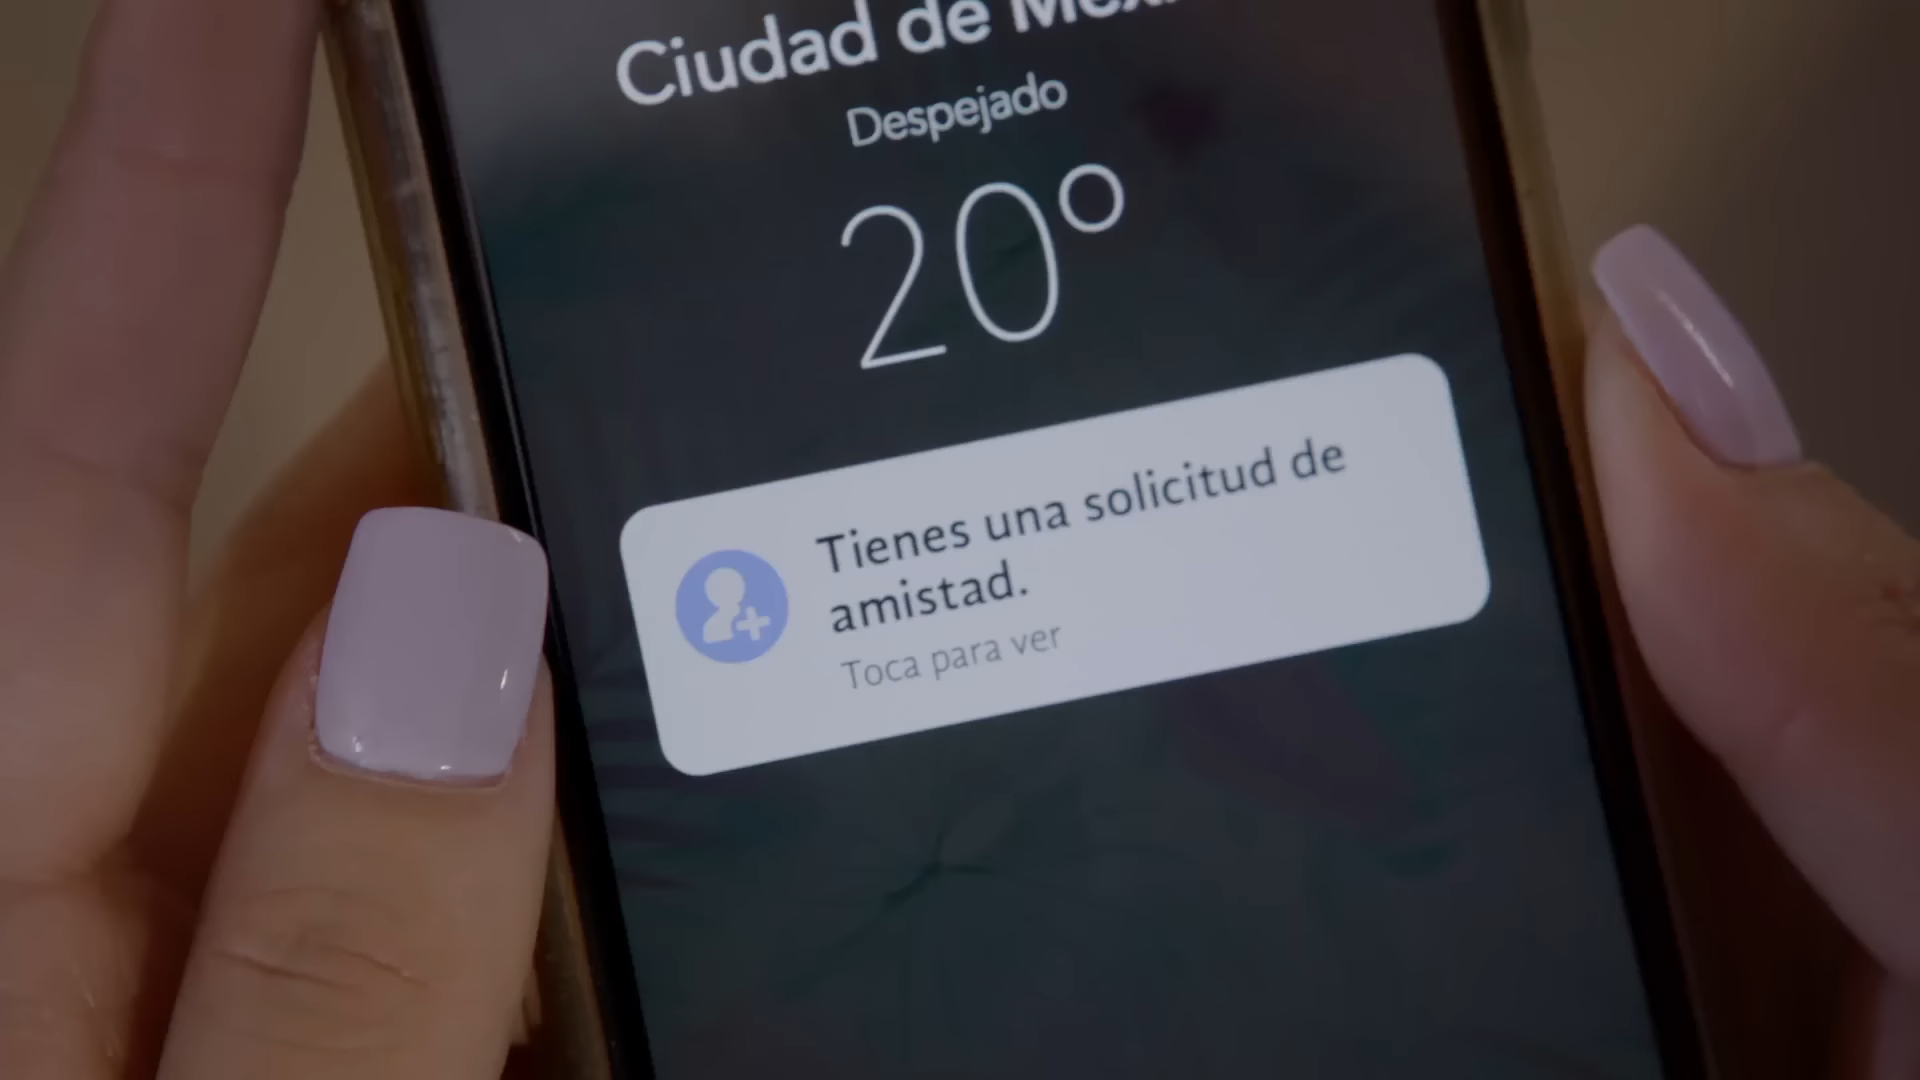 Ciudad de
Despejado
20°
Tienes una solicitud de
amistad.
Toca para ver